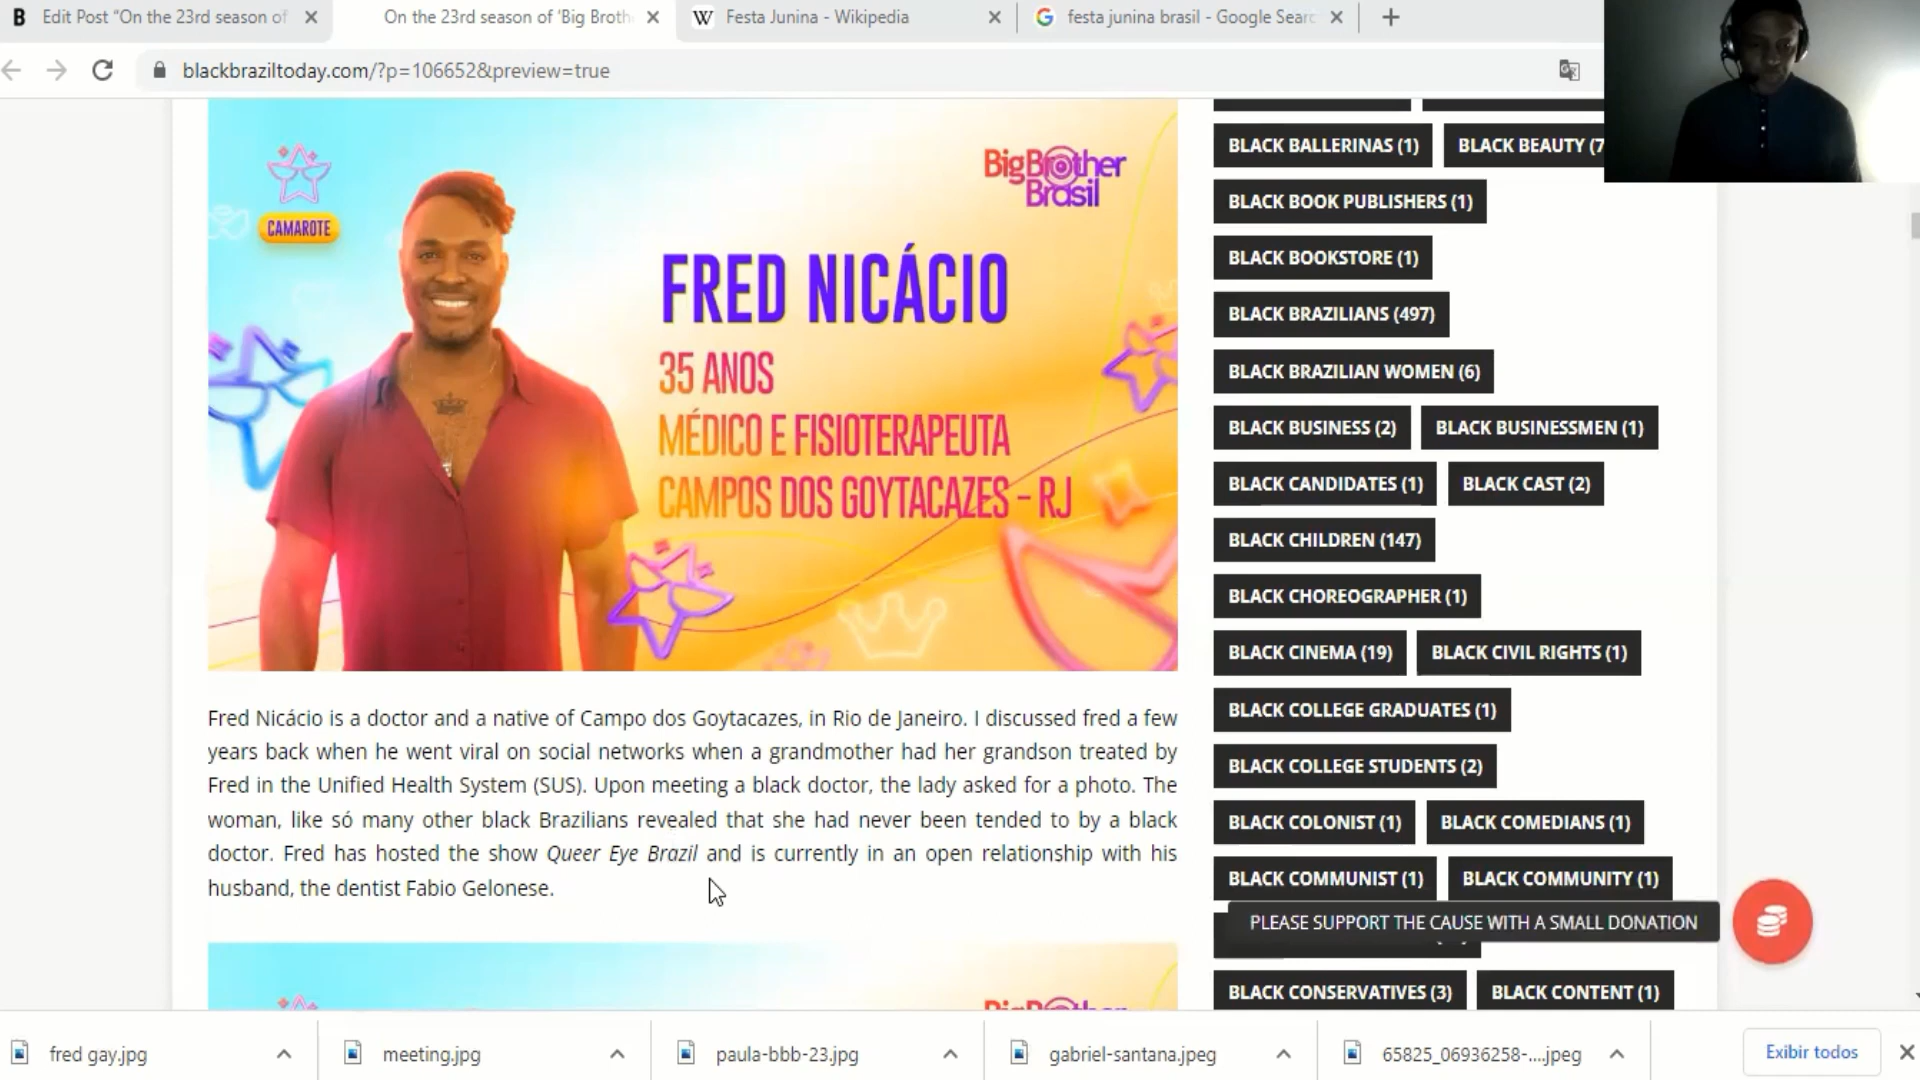 Edit Post "On the 23rd season of
On the 23rd season of 'Big Broth
Festa Junina - Wikipedia
festa junina brasil - Google Searc
blackbraziltoday.com/?p=106652&preview=true
CAMAROTE
Big Brother
Brasil
FRED NICÁCIO
35 ANOS
MÉDICO E FISIOTERAPEUTA
CAMPOS DOS GOYTACAZES - RJ
Fred Nicácio is a doctor and a native of Campo dos Goytacazes, in Rio de Janeiro. I discussed fred a few
years back when he went viral on social networks when a grandmother had her grandson treated by
Fred in the Unified Health System (SUS). Upon meeting a black doctor, the lady asked for a photo. The
woman, like só many other black Brazilians revealed that she had never been tended to by a black
doctor. Fred has hosted the show Queer Eye Brazil and is currently in an open relationship with his
husband, the dentist Fabio Gelonese.
BLACK BALLERINAS (1)
BLACK BEAUTY (7
BLACK BOOK PUBLISHERS (1)
BLACK BOOKSTORE (1)
BLACK BRAZILIANS (497)
BLACK BRAZILIAN WOMEN (6)
BLACK BUSINESS (2)
BLACK BUSINESSMEN (1)
BLACK CANDIDATES (1)
BLACK CAST (2)
BLACK CHILDREN (147)
BLACK CHOREOGRAPHER (1)
BLACK CINEMA (19)
BLACK CIVIL RIGHTS (1)
BLACK COLLEGE GRADUATES (1)
BLACK COLLEGE STUDENTS (2)
BLACK COLONIST (1)
BLACK COMEDIANS (1)
BLACK COMMUNIST (1)
BLACK COMMUNITY (1)
PLEASE SUPPORT THE CAUSE WITH A SMALL DONATION
BLACK CONSERVATIVES (3)
BLACK CONTENT (1)
fred gay.jpg
meeting.jpg
paula-bbb-23.jpg
gabriel-santana.jpeg
65825_06936258-....jpeg
Exibir todos